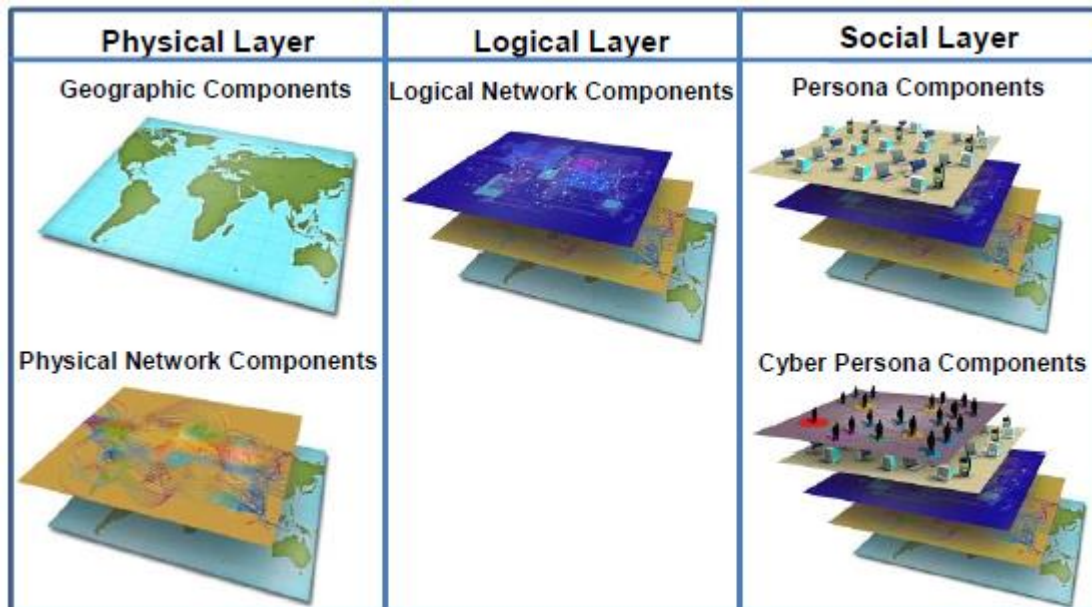 Physical Layer
Geographic Components
Physical Network Components
Logical Layer
Logical Network Components
Social Layer
Persona Components
Cyber Persona Components